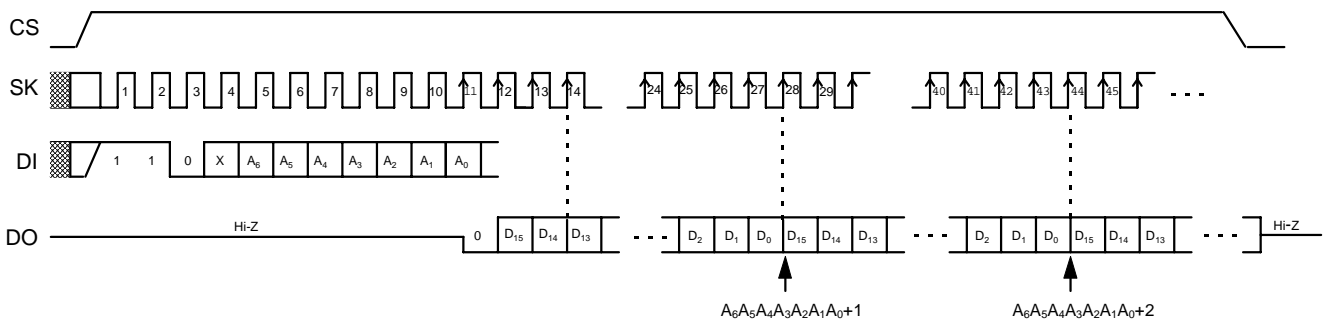 CS
SK 1 2 3 4 5 6 7 8 9 10 11 12 13 14 24 25 26 27 28 29 40 41 42 43 44 45
DI 1 1 0 X A₆ A₅ A₄ A₃ A₂ A₁ A₀
DO Hi-Z 0 D₁₅ D₁₄ D₁₃ D₂ D₁ D₀ D₁₅ D₁₄ D₁₃ D₂ D₁ D₀ D₁₅ D₁₄ D₁₃ Hi-Z
A₆A₅A₄A₃A₂A₁A₀+1 A₆A₅A₄A₃A₂A₁A₀+2